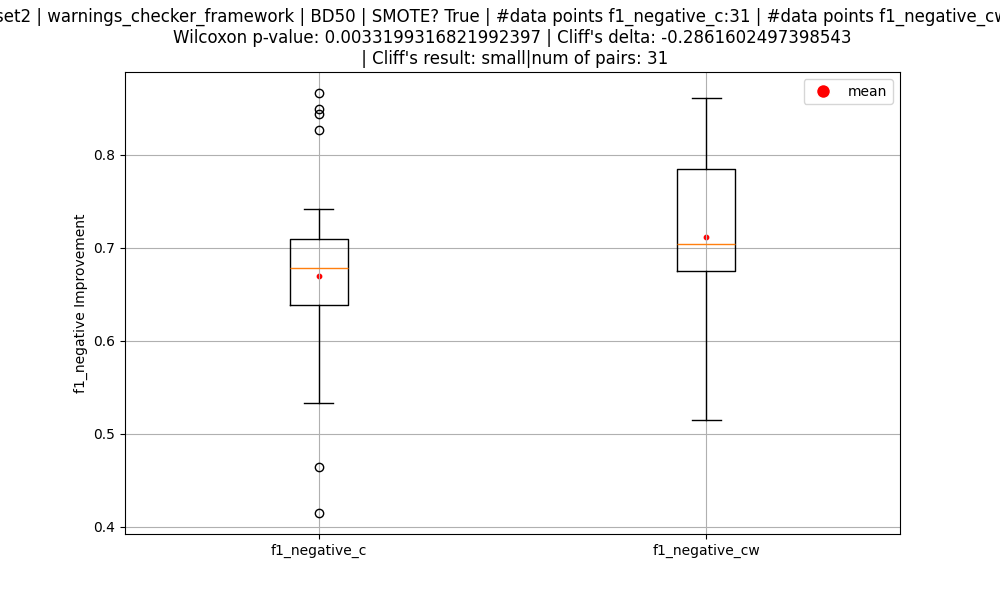 set2 | warnings_checker_framework | BD50 | SMOTE? True | #data points f1_negative_c:31 | #data points f1_negative_cw
Wilcoxon p-value: 0.0033199316821992397 | Cliff's delta: -0.2861602497398543
| Cliff's result: small|num of pairs: 31
mean
0.8
0.7
0.6
0.5
0.4
f1_negative Improvement
f1_negative_c
f1_negative_cw